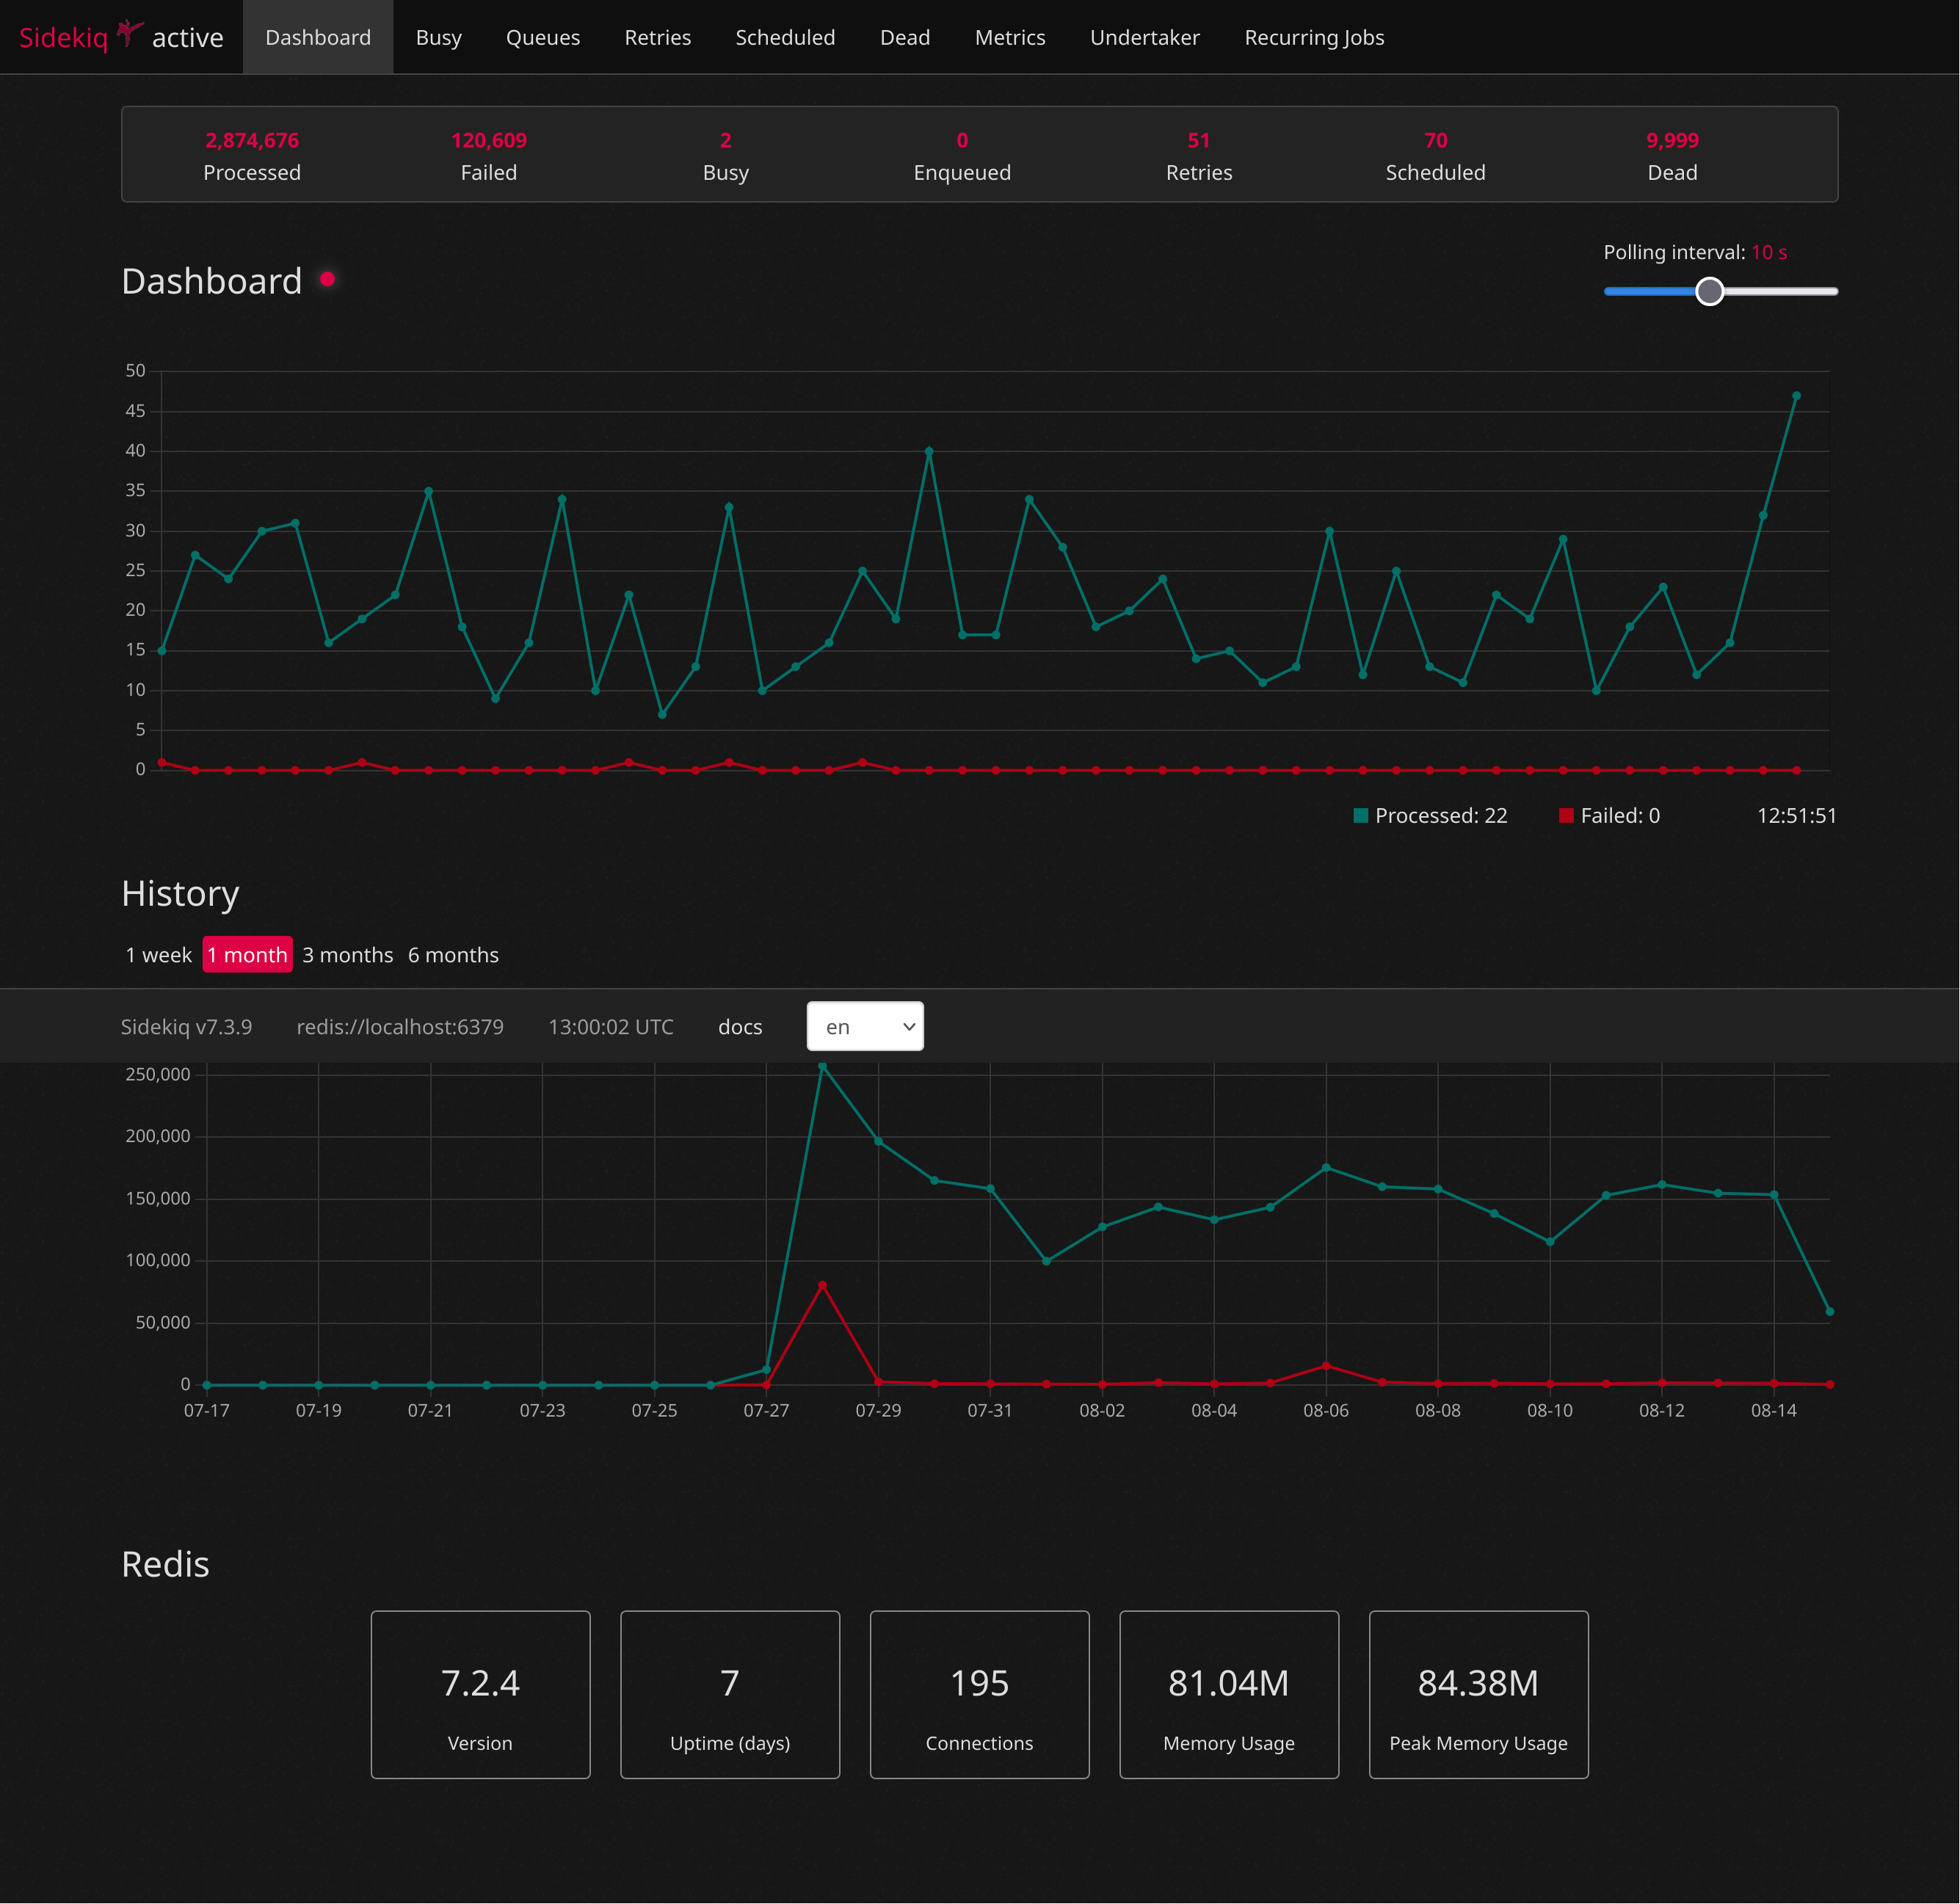 Sidekiq active Dashboard Busy Queues Retries Scheduled Dead Metrics Undertaker Recurring Jobs
2,874,676 120,609 2 0 51 70 9,999
Processed Failed Busy Enqueued Retries Scheduled Dead
Polling interval: 10 s
Dashboard
50
45
40
35
30
25
20
15
10
5
0
Processed: 22 Failed: 0 12:51:51
History
1 week 1 month 3 months 6 months
Sidekiq v7.3.9 redis://localhost:6379 13:00:02 UTC docs en
250,000
200,000
150,000
100,000
50,000
0
07-17 07-19 07-21 07-23 07-25 07-27 07-29 07-31 08-02 08-04 08-06 08-08 08-10 08-12 08-14
Redis
7.2.4 7 195 81.04M 84.38M
Version Uptime (days) Connections Memory Usage Peak Memory Usage